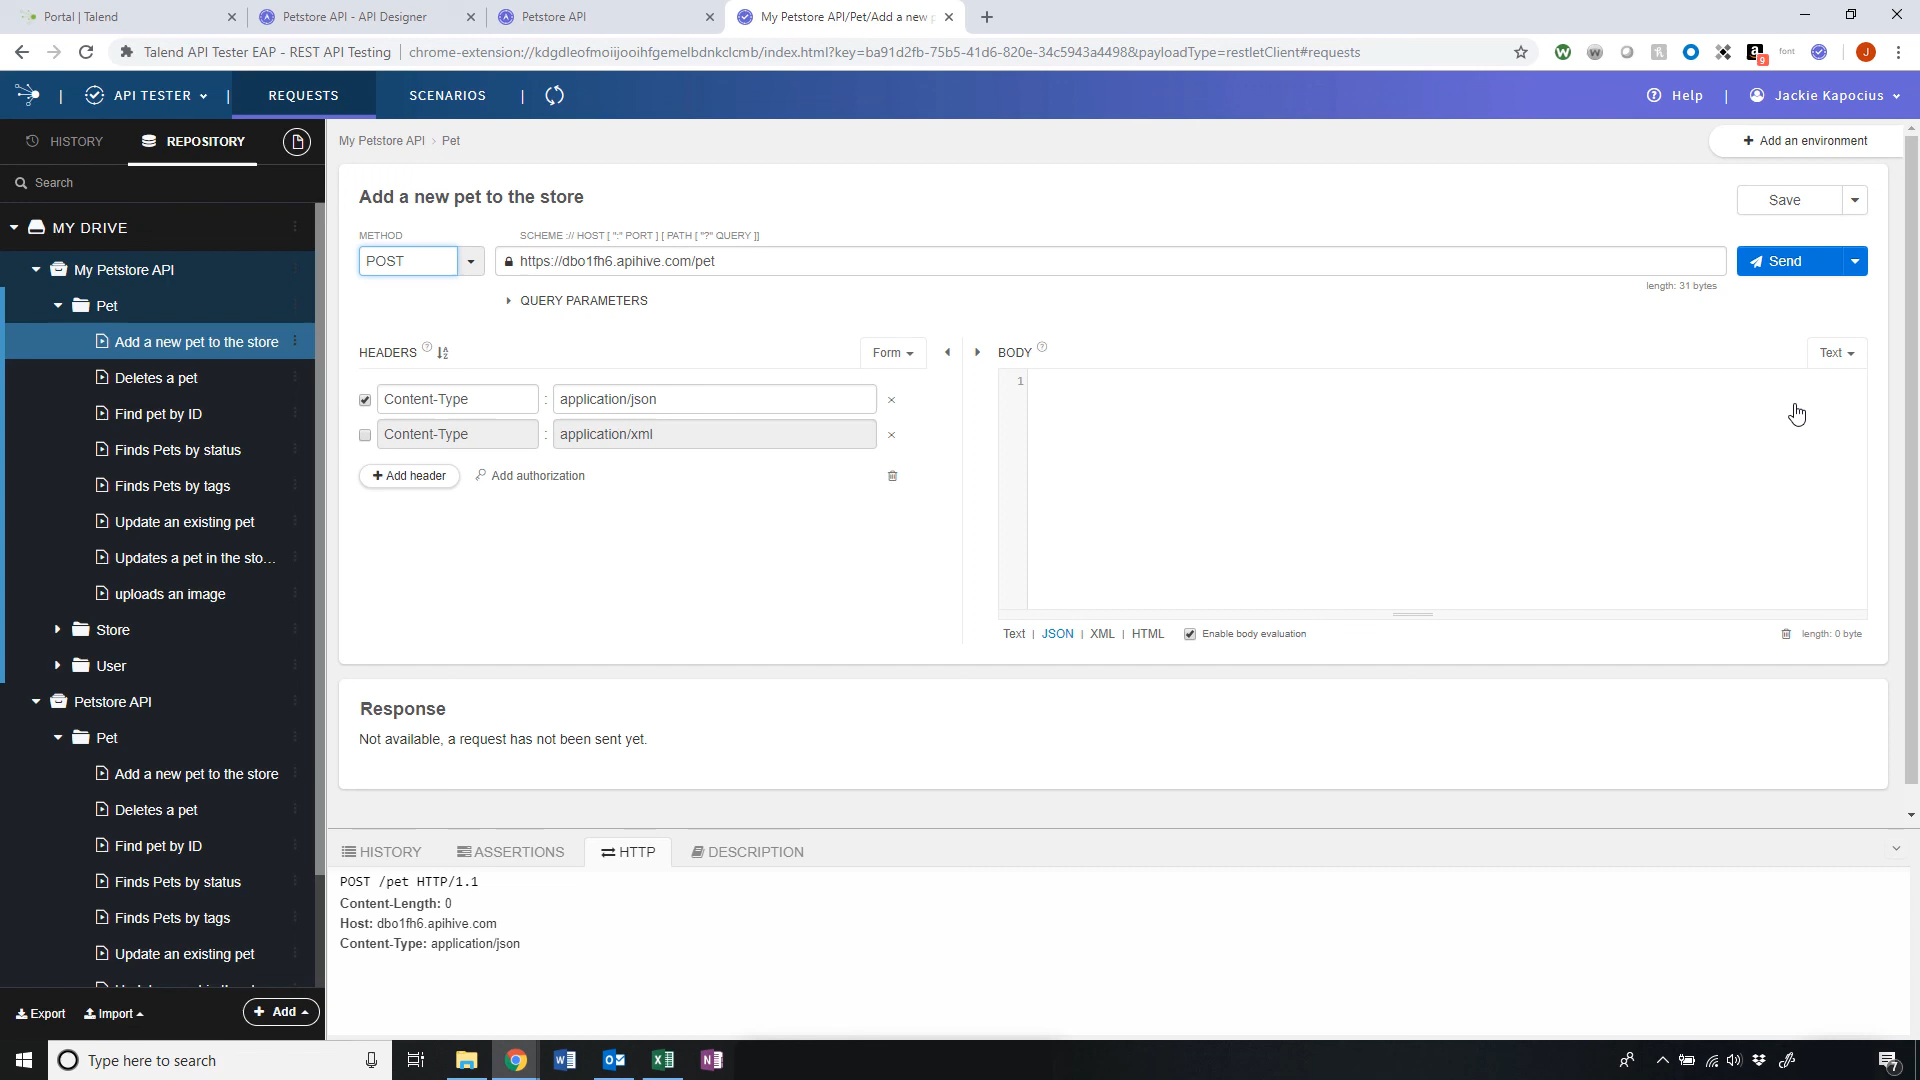 Portal | Talend
Petstore API - API Designer
Petstore API
My Petstore API/Pet/Add a new p
Talend API Tester EAP - REST API Testing
chrome-extension://kdgdleofmoiijooihfgemelbdnkclcmb/index.html?key=ba91d2fb-75b5-41d6-820e-34c5943a4498&payloadType=restletClient#requests
font
9
J
API TESTER
REQUESTS
SCENARIOS
Help
Jackie Kapocius
HISTORY
REPOSITORY
My Petstore API › Pet
+ Add an environment
Search
MY DRIVE
My Petstore API
Pet
Add a new pet to the store
Deletes a pet
Find pet by ID
Finds Pets by status
Finds Pets by tags
Update an existing pet
Updates a pet in the sto...
uploads an image
Store
User
Petstore API
Pet
Add a new pet to the store
Deletes a pet
Find pet by ID
Finds Pets by status
Finds Pets by tags
Update an existing pet
Export
Import
+ Add
Add a new pet to the store
Save
METHOD
SCHEME :// HOST [ ":" PORT ] [ PATH [ "?" QUERY ]]
POST
https://dbo1fh6.apihive.com/pet
Send
length: 31 bytes
QUERY PARAMETERS
HEADERS
Form
BODY
Text
Content-Type : application/json ×
Content-Type : application/xml ×
+ Add header
Add authorization
1
Text | JSON | XML | HTML
Enable body evaluation
length: 0 byte
Response
Not available, a request has not been sent yet.
HISTORY
ASSERTIONS
HTTP
DESCRIPTION
POST /pet HTTP/1.1
Content-Length: 0
Host: dbo1fh6.apihive.com
Content-Type: application/json
Type here to search
7